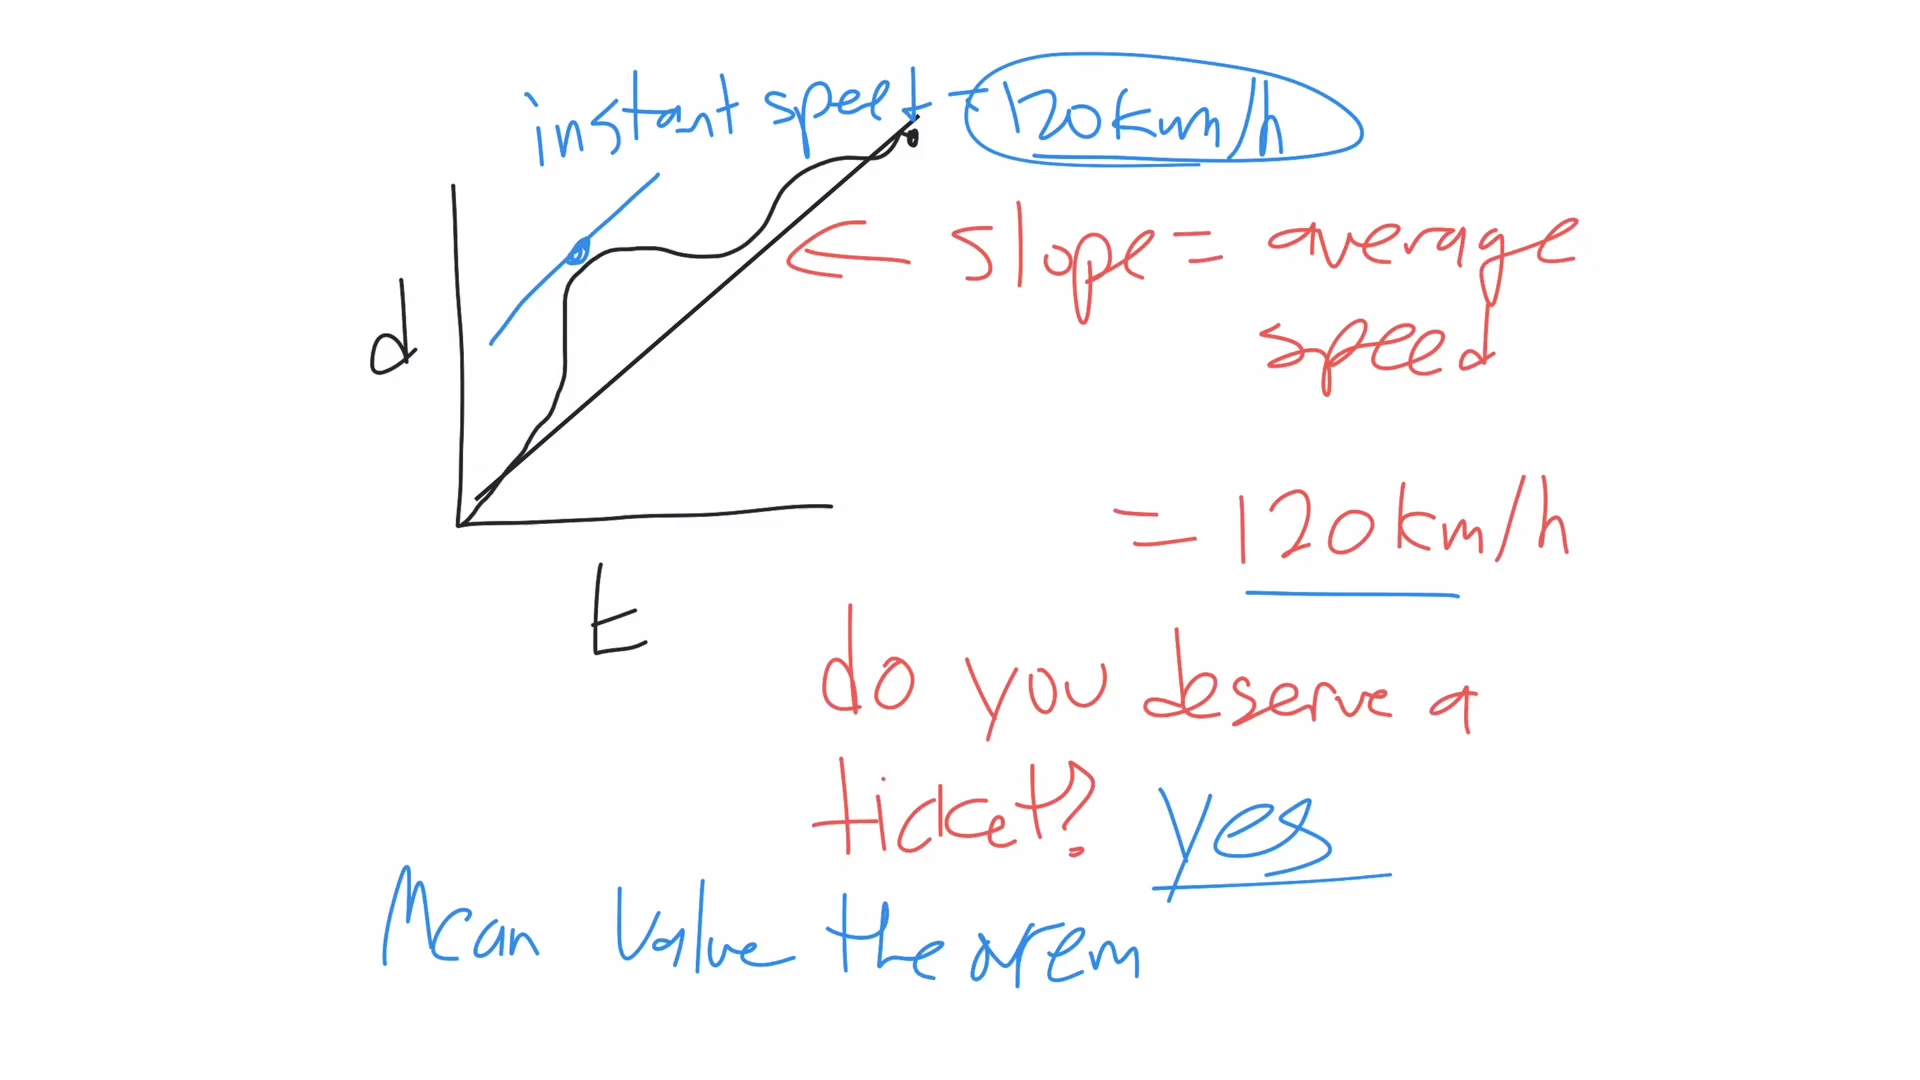 instant speed = 120km/h
slope = average
speed
d
= 120km/h
t
do you deserve a
ticket? yes
Mean Value theorem